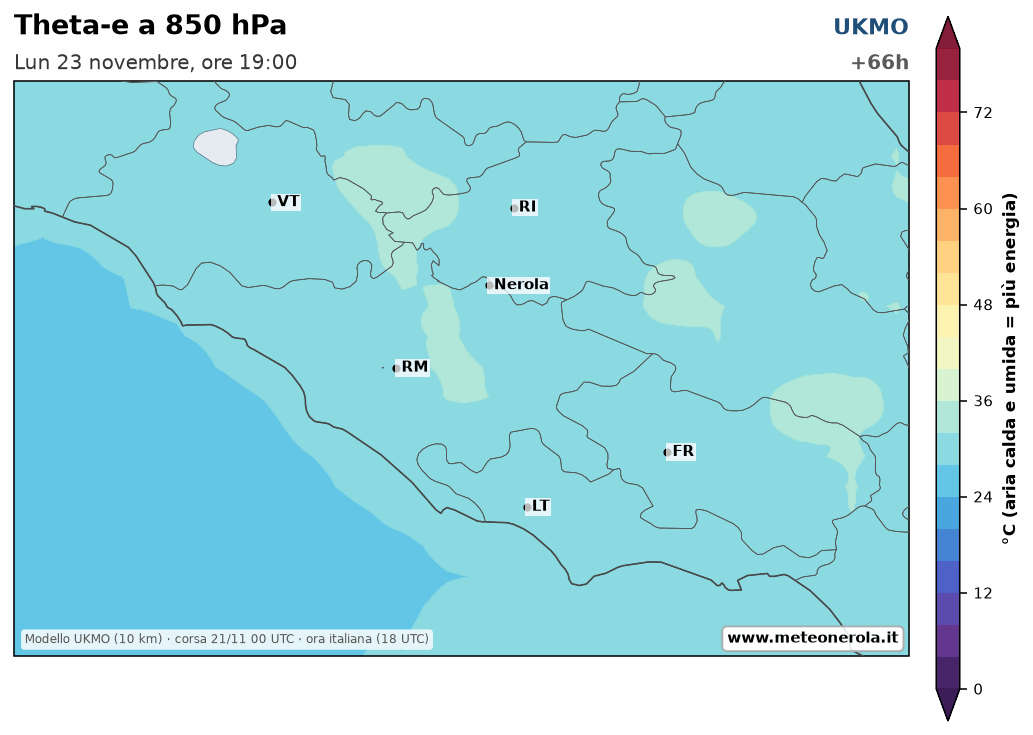 Theta-e a 850 hPa
UKMO
Lun 23 novembre, ore 19:00
+66h
VT
RI
Nerola
RM
FR
LT
72
60
48
36
24
12
0
°C (aria calda e umida = più energia)
Modello UKMO (10 km) · corsa 21/11 00 UTC · ora italiana (18 UTC)
www.meteonerola.it